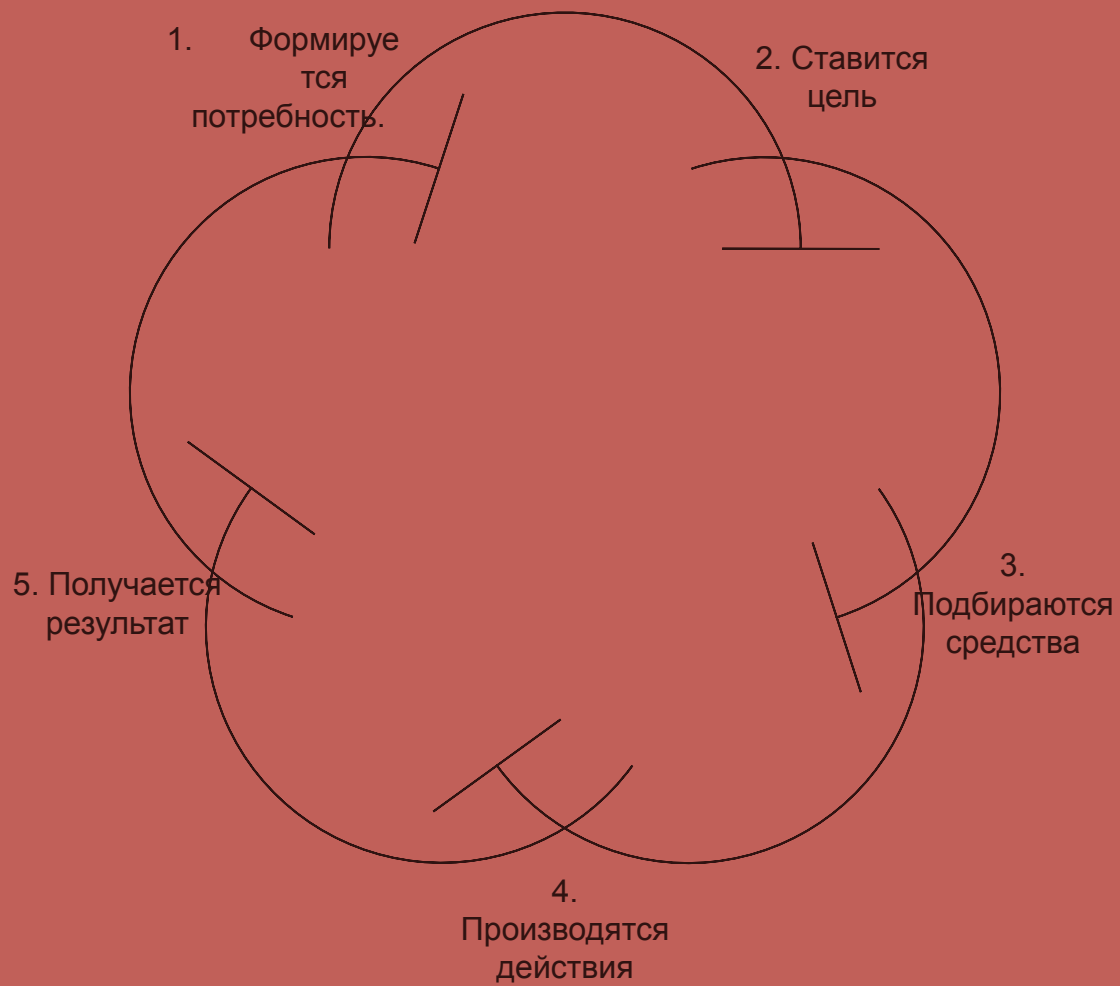 1. Формируе
тся
потребность.
2. Ставится
цель
3.
Подбираются
средства
4.
Производятся
действия
5. Получается
результат